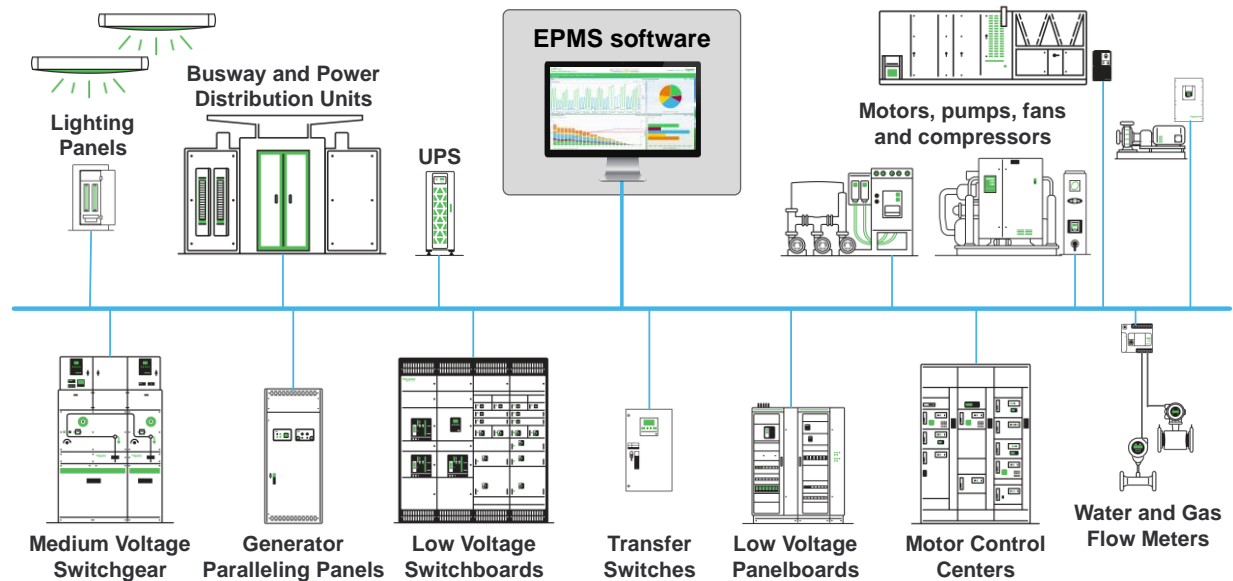 EPMS software
Busway and Power
Distribution Units
Lighting
Panels
UPS
Motors, pumps, fans
and compressors
Medium Voltage
Switchgear
Generator
Paralleling Panels
Low Voltage
Switchboards
Transfer
Switches
Low Voltage
Panelboards
Motor Control
Centers
Water and Gas
Flow Meters